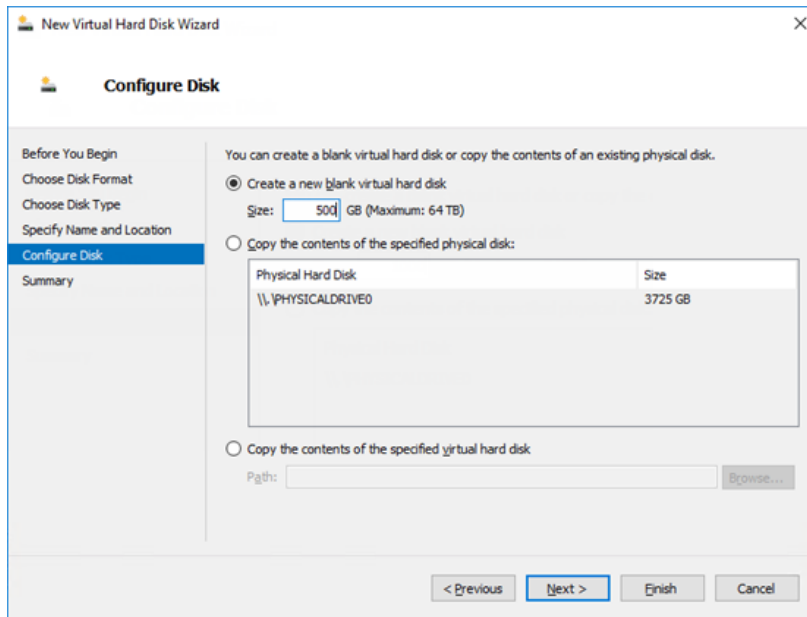 New Virtual Hard Disk Wizard
Configure Disk
Before You Begin
Choose Disk Format
Choose Disk Type
Specify Name and Location
Configure Disk
Summary
You can create a blank virtual hard disk or copy the contents of an existing physical disk.
Create a new blank virtual hard disk
Size: 500 GB (Maximum: 64 TB)
Copy the contents of the specified physical disk:
Physical Hard Disk Size
\\.\PHYSICALDRIVE0 3725 GB
Copy the contents of the specified virtual hard disk
Path: Browse...
< Previous Next > Finish Cancel